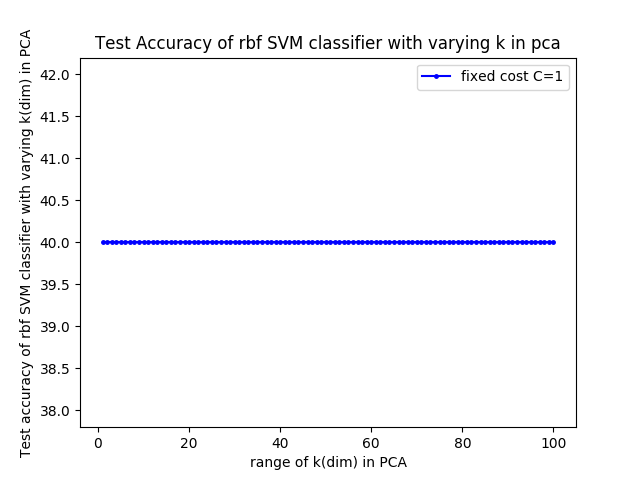 Test Accuracy of rbf SVM classifier with varying k in pca
Test accuracy of rbf SVM classifier with varying k(dim) in PCA
42.0
41.5
41.0
40.5
40.0
39.5
39.0
38.5
38.0
fixed cost C=1
0 20 40 60 80 100
range of k(dim) in PCA